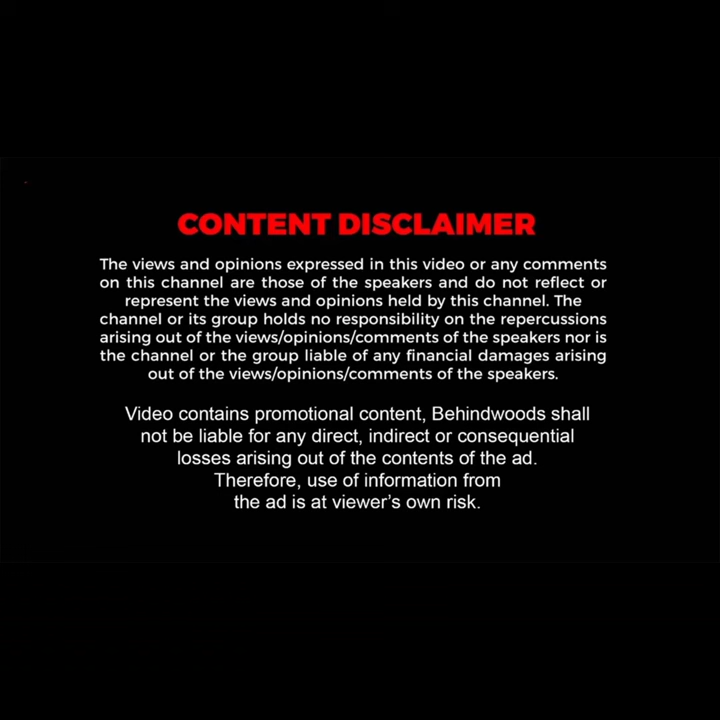 CONTENT DISCLAIMER
The views and opinions expressed in this video or any comments
on this channel are those of the speakers and do not reflect or
represent the views and opinions held by this channel. The
channel or its group holds no responsibility on the repercussions
arising out of the views/opinions/comments of the speakers nor is
the channel or the group liable of any financial damages arising
out of the views/opinions/comments of the speakers.
Video contains promotional content, Behindwoods shall
not be liable for any direct, indirect or consequential
losses arising out of the contents of the ad.
Therefore, use of information from
the ad is at viewer’s own risk.